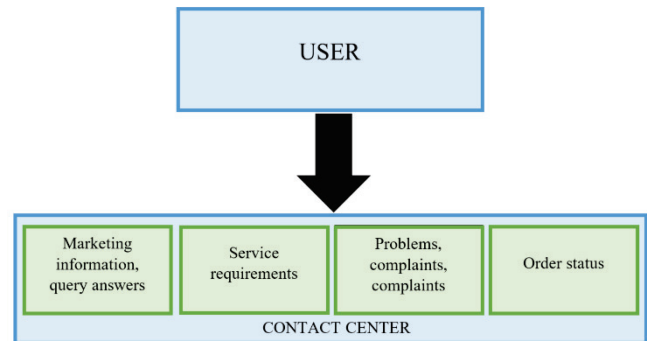 USER
Marketing
information,
query answers
Service
requirements
Problems,
complaints,
complaints
Order status
CONTACT CENTER